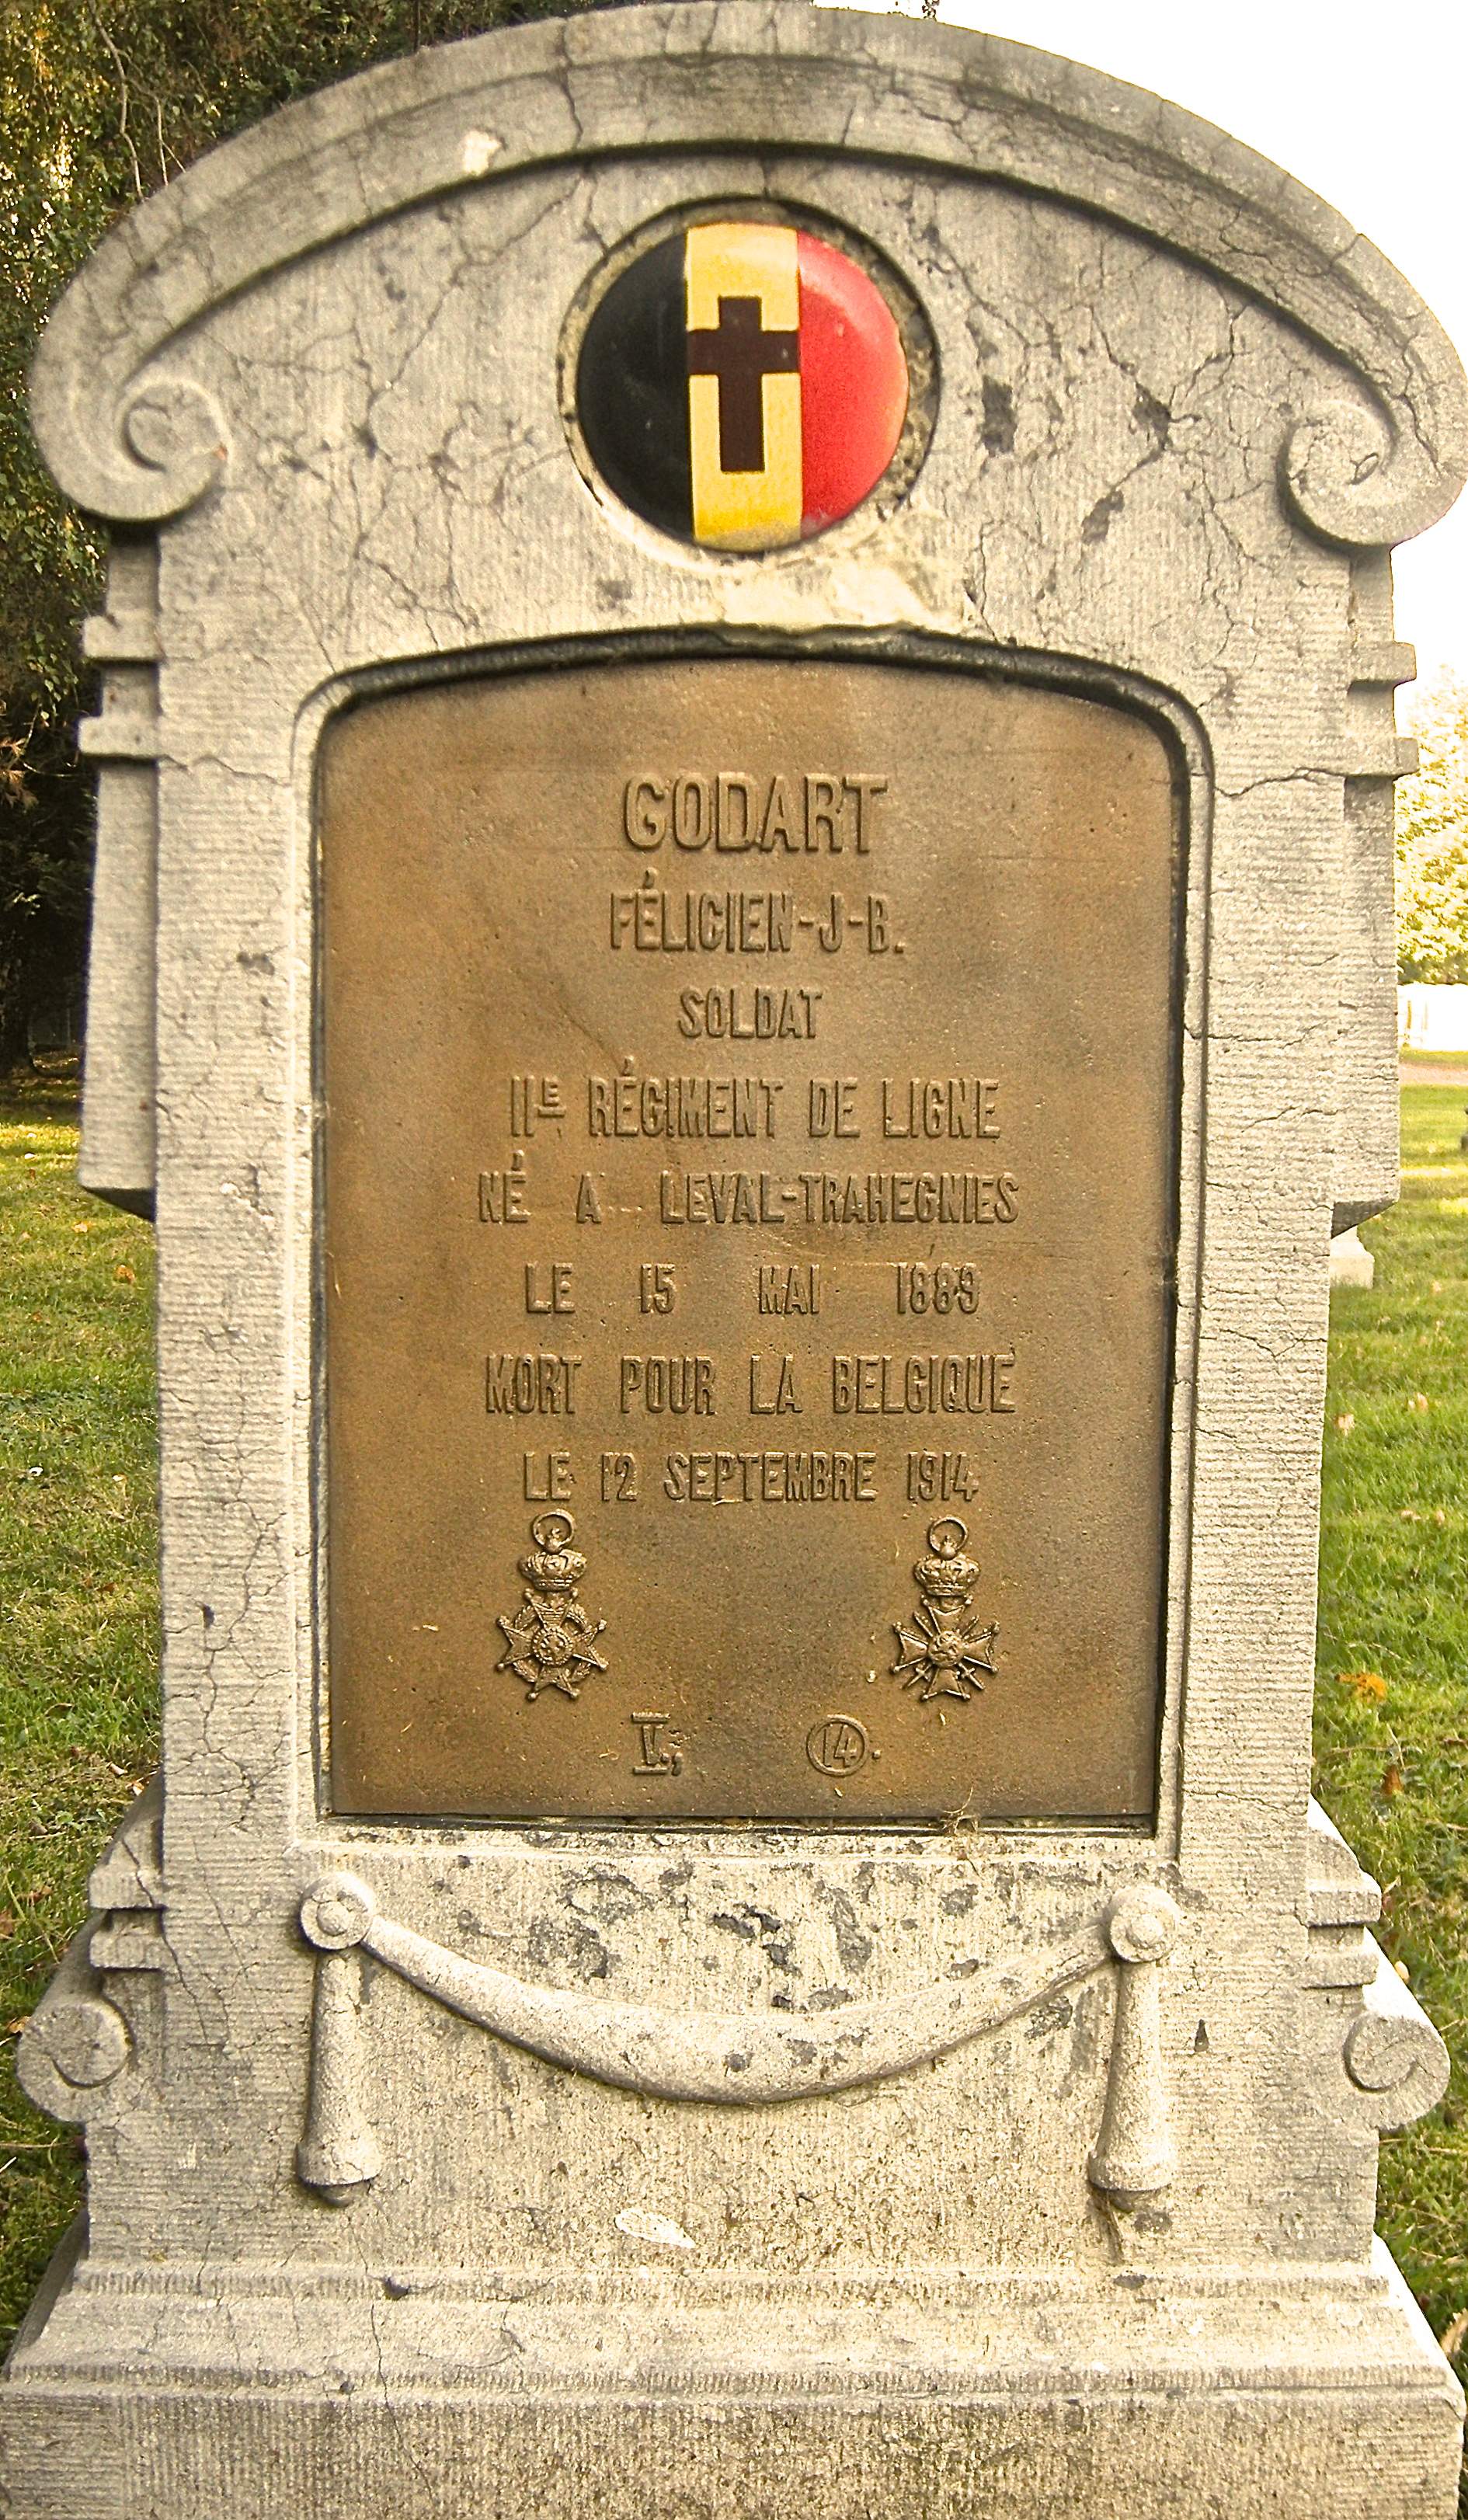 GODART
FÉLICIEN-J-B.
SOLDAT
11E RÉGIMENT DE LIGNE
NÉ A LEVAL-TRAHEGNIES
LE 15 MAI 1889
MORT POUR LA BELGIQUE
LE 12 SEPTEMBRE 1914
V.; 14.